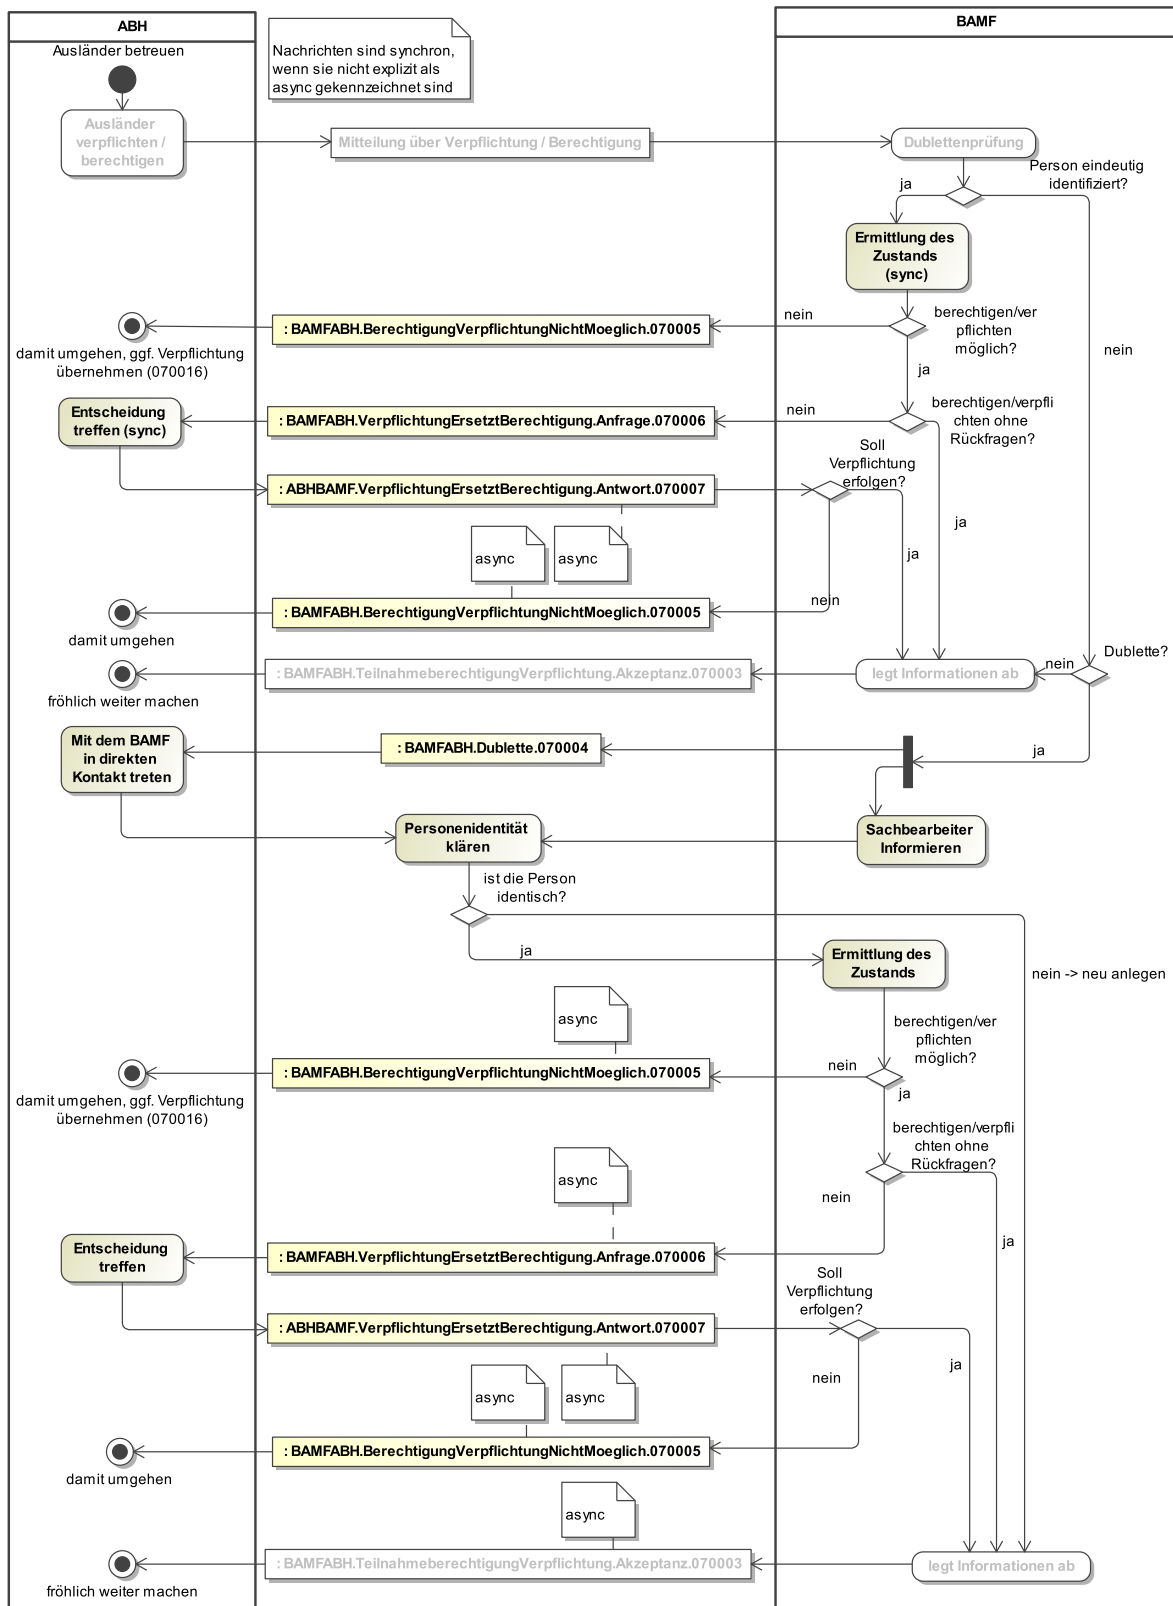 ABH
BAMF
Ausländer betreuen
Nachrichten sind synchron,
wenn sie nicht explizit als
async gekennzeichnet sind
Ausländer
verpflichten /
berechtigen
Mitteilung über Verpflichtung / Berechtigung
Dublettenprüfung
Person eindeutig
identifiziert?
ja
Ermittlung des
Zustands
(sync)
nein
berechtigen/ver
pflichten
möglich?
: BAMFABH.BerechtigungVerpflichtungNichtMoeglich.070005
damit umgehen, ggf. Verpflichtung
übernehmen (070016)
nein
ja
Entscheidung
treffen (sync)
: BAMFABH.VerpflichtungErsetztBerechtigung.Anfrage.070006
nein
berechtigen/verpfli
chten ohne
Rückfragen?
Soll
Verpflichtung
erfolgen?
: ABHBAMF.VerpflichtungErsetztBerechtigung.Antwort.070007
ja
ja
async
async
nein
: BAMFABH.BerechtigungVerpflichtungNichtMoeglich.070005
damit umgehen
Dublette?
nein
: BAMFABH.TeilnahmeberechtigungVerpflichtung.Akzeptanz.070003
legt Informationen ab
fröhlich weiter machen
Mit dem BAMF
in direkten
Kontakt treten
: BAMFABH.Dublette.070004
ja
Personenidentität
klären
Sachbearbeiter
Informieren
ist die Person
identisch?
ja
Ermittlung des
Zustands
nein -> neu anlegen
async
berechtigen/ver
pflichten
möglich?
nein
: BAMFABH.BerechtigungVerpflichtungNichtMoeglich.070005
ja
damit umgehen, ggf. Verpflichtung
übernehmen (070016)
berechtigen/verpfli
chten ohne
Rückfragen?
async
nein
ja
Entscheidung
treffen
: BAMFABH.VerpflichtungErsetztBerechtigung.Anfrage.070006
Soll
Verpflichtung
erfolgen?
: ABHBAMF.VerpflichtungErsetztBerechtigung.Antwort.070007
ja
nein
async
async
: BAMFABH.BerechtigungVerpflichtungNichtMoeglich.070005
damit umgehen
async
: BAMFABH.TeilnahmeberechtigungVerpflichtung.Akzeptanz.070003
legt Informationen ab
fröhlich weiter machen